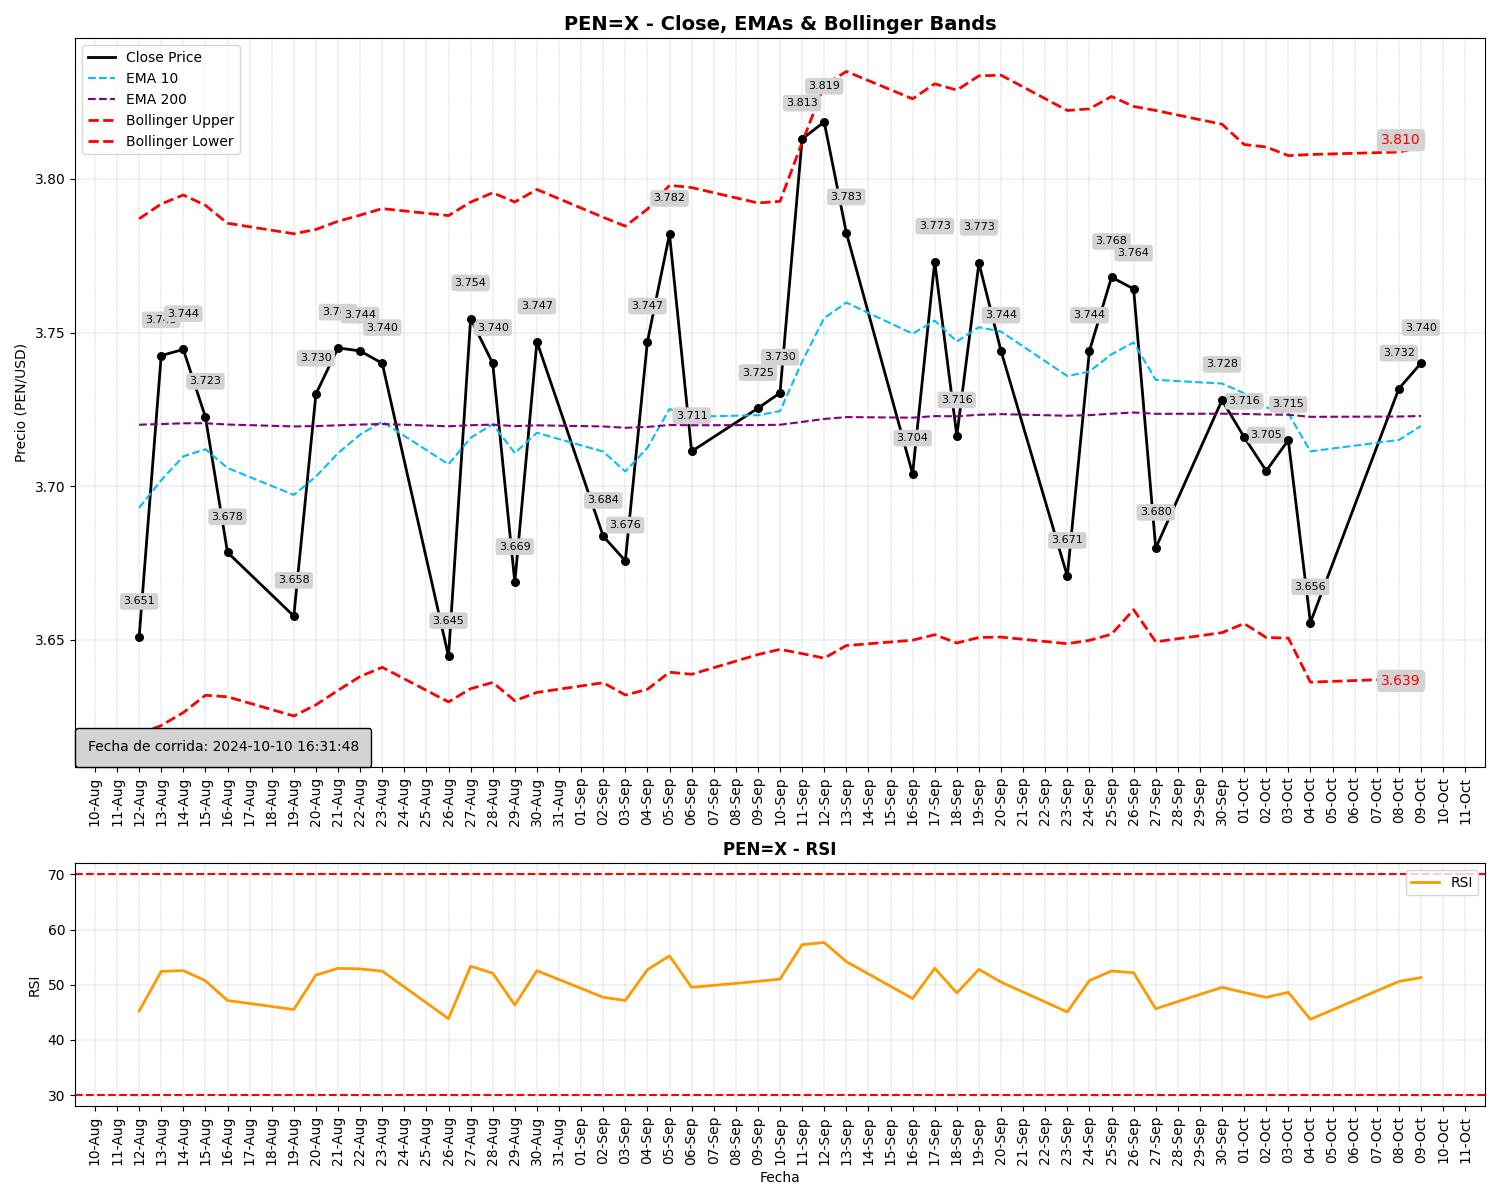 PEN=X - Close, EMAs & Bollinger Bands
Close Price
EMA 10
EMA 200
Bollinger Upper
Bollinger Lower
Precio (PEN/USD)
3.80
3.75
3.70
3.65
3.651
3.744
3.723
3.678
3.658
3.730
3.744
3.740
3.645
3.754
3.740
3.669
3.747
3.684
3.676
3.747
3.782
3.711
3.725
3.730
3.813
3.819
3.783
3.704
3.773
3.716
3.773
3.744
3.671
3.744
3.768
3.764
3.680
3.728
3.716
3.705
3.715
3.656
3.732
3.740
3.810
3.639
Fecha de corrida: 2024-10-10 16:31:48
10-Aug
11-Aug
12-Aug
13-Aug
14-Aug
15-Aug
16-Aug
17-Aug
18-Aug
19-Aug
20-Aug
21-Aug
22-Aug
23-Aug
24-Aug
25-Aug
26-Aug
27-Aug
28-Aug
29-Aug
30-Aug
31-Aug
01-Sep
02-Sep
03-Sep
04-Sep
05-Sep
06-Sep
07-Sep
08-Sep
09-Sep
10-Sep
11-Sep
12-Sep
13-Sep
14-Sep
15-Sep
16-Sep
17-Sep
18-Sep
19-Sep
20-Sep
21-Sep
22-Sep
23-Sep
24-Sep
25-Sep
26-Sep
27-Sep
28-Sep
29-Sep
30-Sep
01-Oct
02-Oct
03-Oct
04-Oct
05-Oct
06-Oct
07-Oct
08-Oct
09-Oct
10-Oct
11-Oct
PEN=X - RSI
RSI
RSI
70
60
50
40
30
10-Aug
11-Aug
12-Aug
13-Aug
14-Aug
15-Aug
16-Aug
17-Aug
18-Aug
19-Aug
20-Aug
21-Aug
22-Aug
23-Aug
24-Aug
25-Aug
26-Aug
27-Aug
28-Aug
29-Aug
30-Aug
31-Aug
01-Sep
02-Sep
03-Sep
04-Sep
05-Sep
06-Sep
07-Sep
08-Sep
09-Sep
10-Sep
11-Sep
12-Sep
13-Sep
14-Sep
15-Sep
16-Sep
17-Sep
18-Sep
19-Sep
20-Sep
21-Sep
22-Sep
23-Sep
24-Sep
25-Sep
26-Sep
27-Sep
28-Sep
29-Sep
30-Sep
01-Oct
02-Oct
03-Oct
04-Oct
05-Oct
06-Oct
07-Oct
08-Oct
09-Oct
10-Oct
11-Oct
Fecha